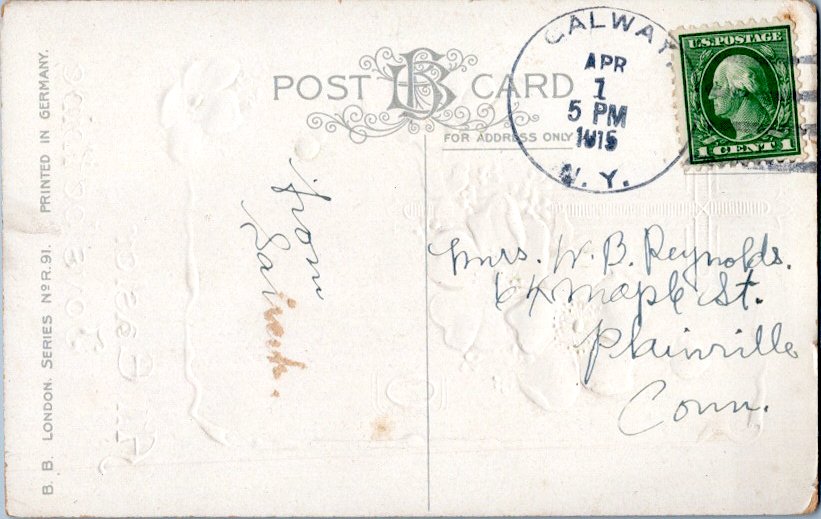 B. B. LONDON. SERIES Nº R. 91. PRINTED IN GERMANY.
POST CARD
FOR ADDRESS ONLY
GALWAY
APR
1
5 PM
1915
N. Y.
U.S. POSTAGE
1 CENT 1
from
Mrs. W. B. Reynolds.
64 Maple St.
Plainville
Conn.